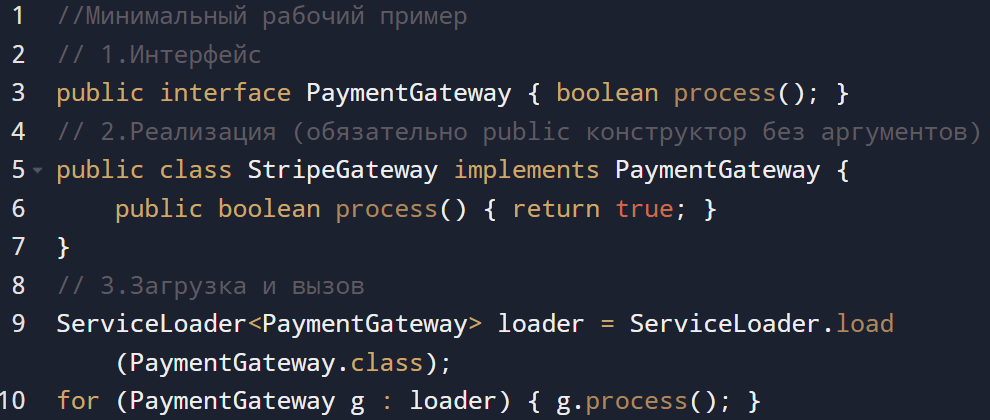 1 //Минимальный рабочий пример
2 // 1.Интерфейс
3 public interface PaymentGateway { boolean process(); }
4 // 2.Реализация (обязательно public конструктор без аргументов)
5 public class StripeGateway implements PaymentGateway {
6     public boolean process() { return true; }
7 }
8 // 3.Загрузка и вызов
9 ServiceLoader<PaymentGateway> loader = ServiceLoader.load
    (PaymentGateway.class);
10 for (PaymentGateway g : loader) { g.process(); }